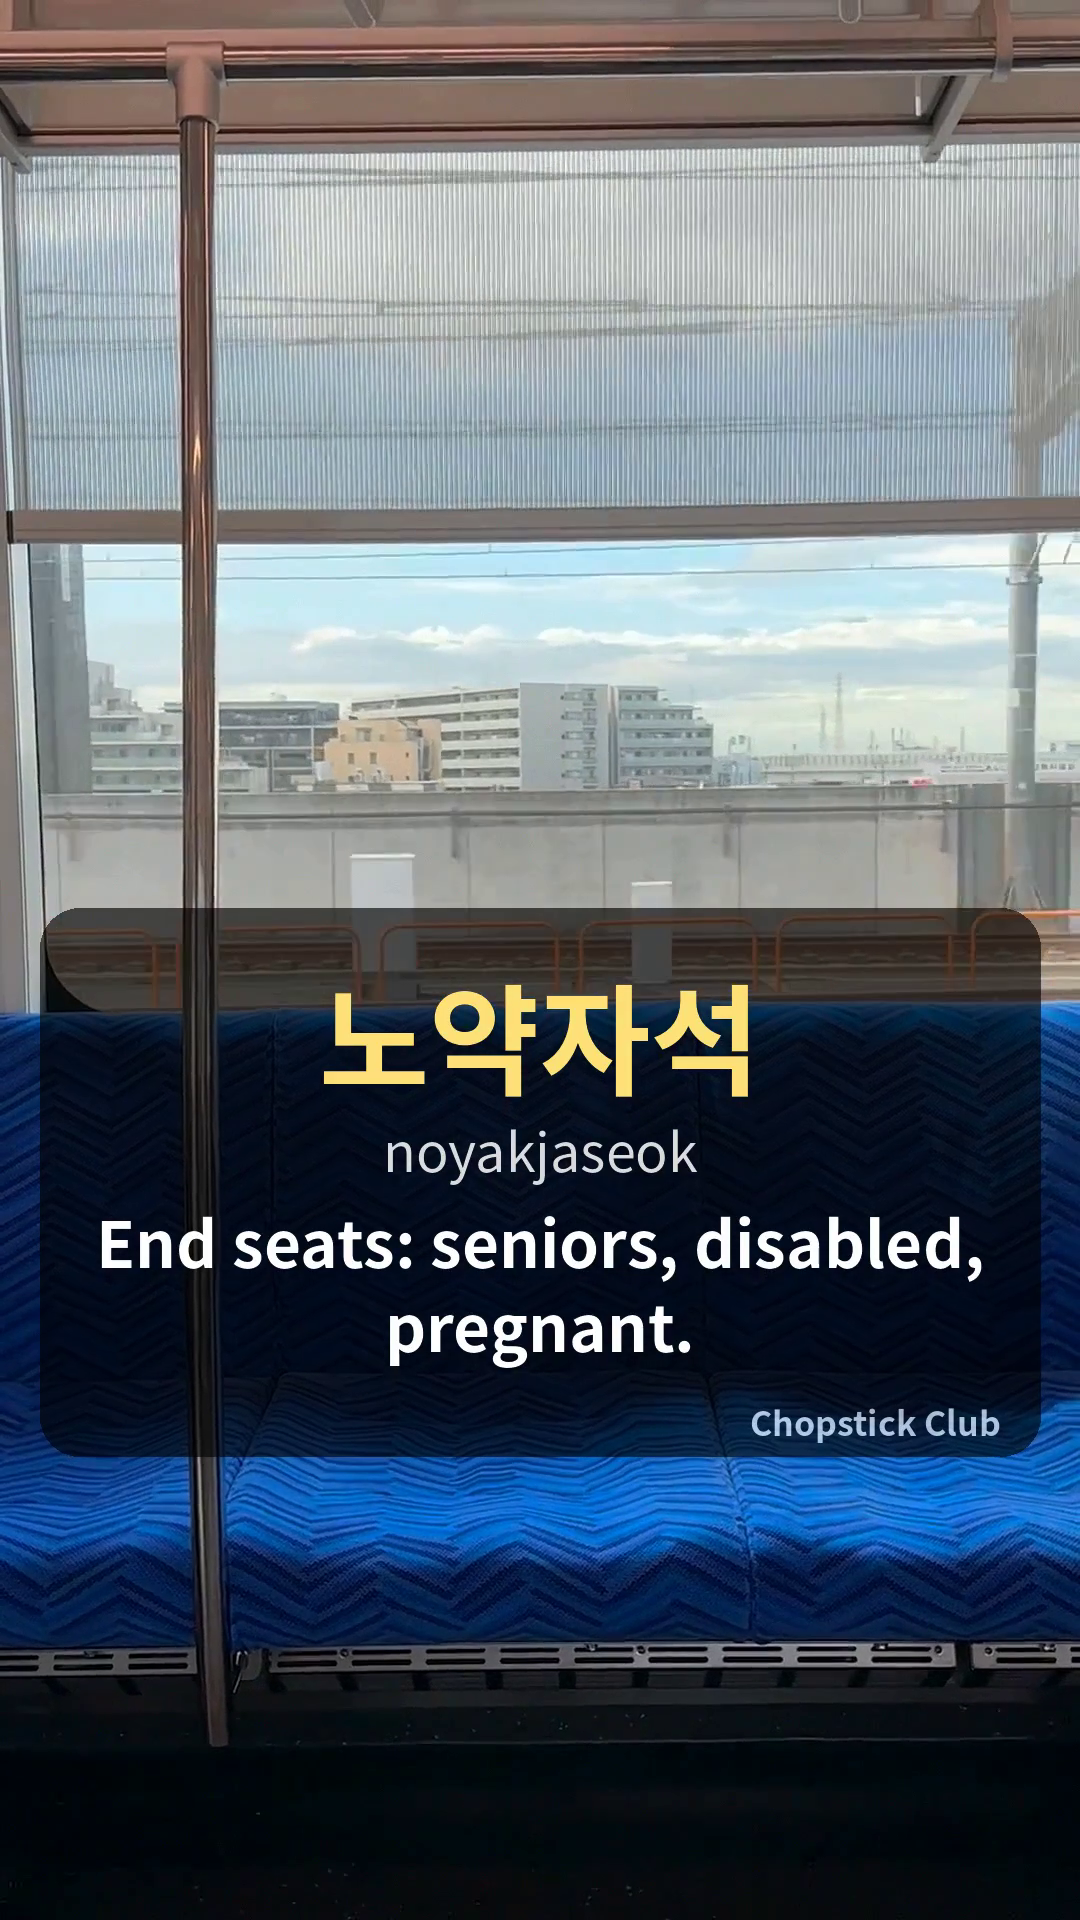 노약자석
noyakjaseok
End seats: seniors, disabled,
pregnant.
Chopstick Club